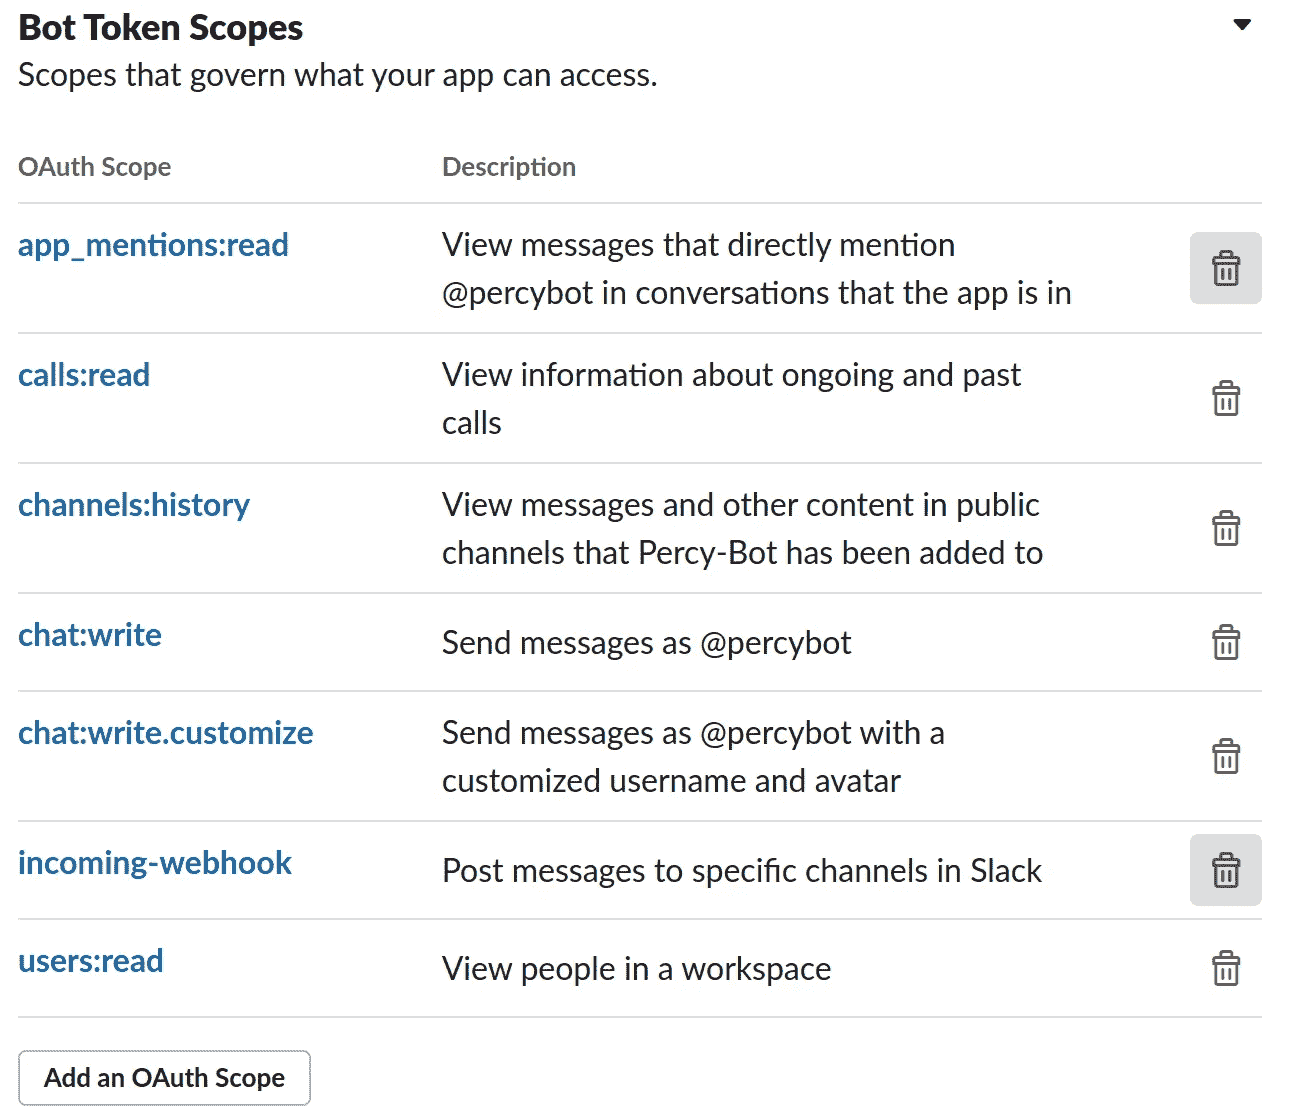 Bot Token Scopes
Scopes that govern what your app can access.
OAuth Scope
Description
app_mentions:read
View messages that directly mention
@percybot in conversations that the app is in
calls:read
View information about ongoing and past
calls
channels:history
View messages and other content in public
channels that Percy-Bot has been added to
chat:write
Send messages as @percybot
chat:write.customize
Send messages as @percybot with a
customized username and avatar
incoming-webhook
Post messages to specific channels in Slack
users:read
View people in a workspace
Add an OAuth Scope